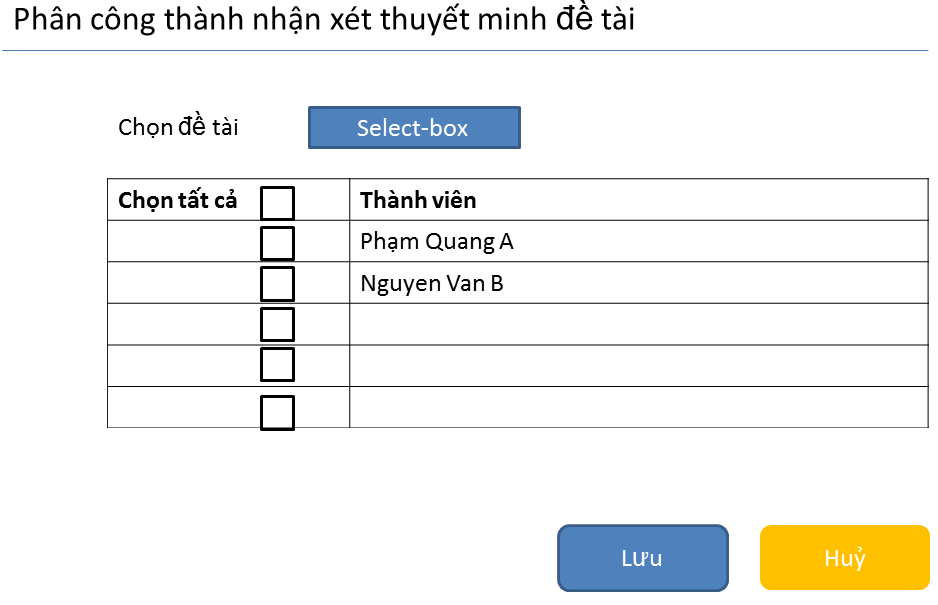 Phân công thành nhận xét thuyết minh đề tài
Chọn đề tài Select-box
Chọn tất cả Thành viên
Phạm Quang A
Nguyen Van B
Lưu Huỷ